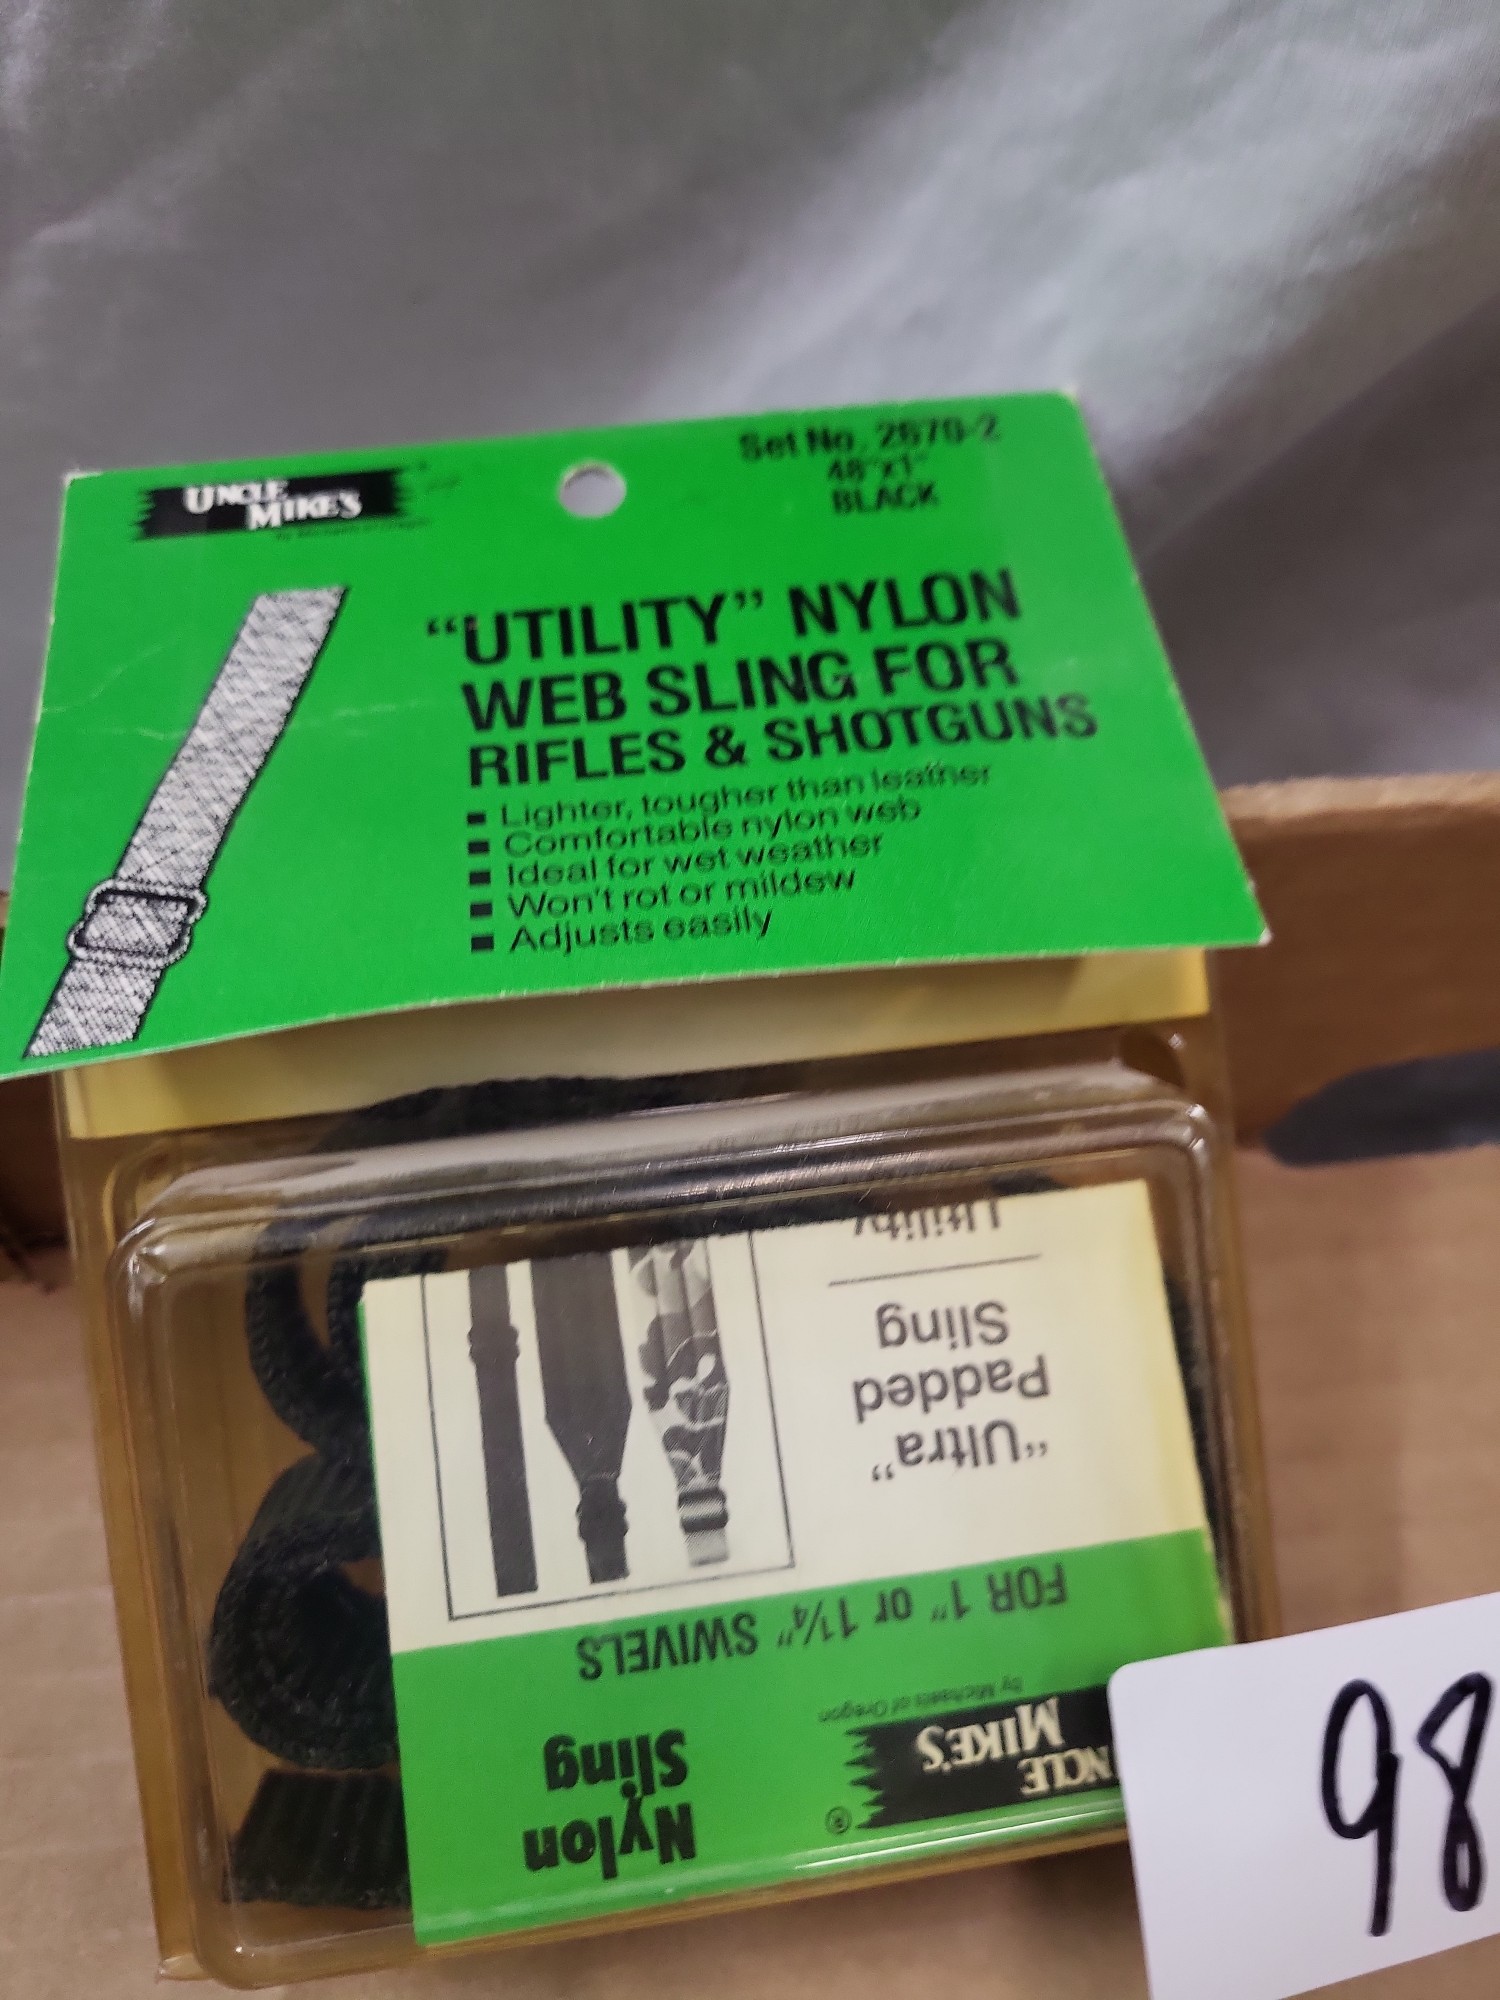 UNCLE
MIKE'S
Set No. 2670-2
48"x1"
BLACK
"UTILITY" NYLON
WEB SLING FOR
RIFLES & SHOTGUNS
■ Lighter, tougher than leather
■ Comfortable nylon web
■ Ideal for wet weather
■ Won't rot or mildew
■ Adjusts easily
Nylon
Sling
UNCLE
MIKE'S
®
by Michaels of Oregon
FOR 1" or 1¼" SWIVELS
"Ultra"
Padded
Sling
Utility
98